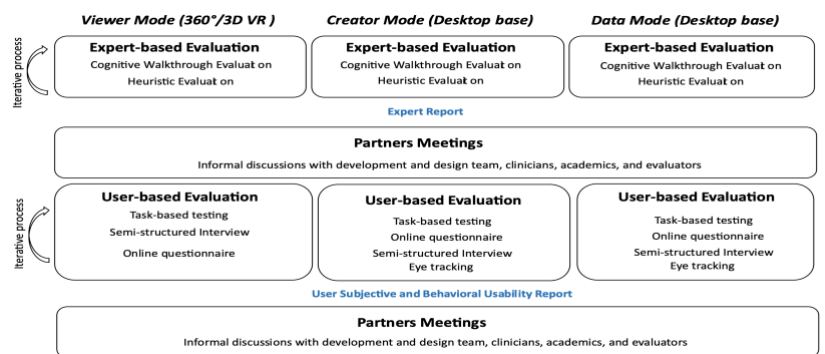 Viewer Mode (360°/3D VR )
Creator Mode (Desktop base)
Data Mode (Desktop base)
Iterative process
Expert-based Evaluation
Cognitive Walkthrough Evaluat on
Heuristic Evaluat on
Expert-based Evaluation
Cognitive Walkthrough Evaluat on
Heuristic Evaluat on
Expert-based Evaluation
Cognitive Walkthrough Evaluat on
Heuristic Evaluat on
Expert Report
Partners Meetings
Informal discussions with development and design team, clinicians, academics, and evaluators
Iterative process
User-based Evaluation
Task-based testing
Semi-structured Interview
Online questionnaire
User-based Evaluation
Task-based testing
Online questionnaire
Semi-structured Interview
Eye tracking
User-based Evaluation
Task-based testing
Online questionnaire
Semi-structured Interview
Eye tracking
User Subjective and Behavioral Usability Report
Partners Meetings
Informal discussions with development and design team, clinicians, academics, and evaluators